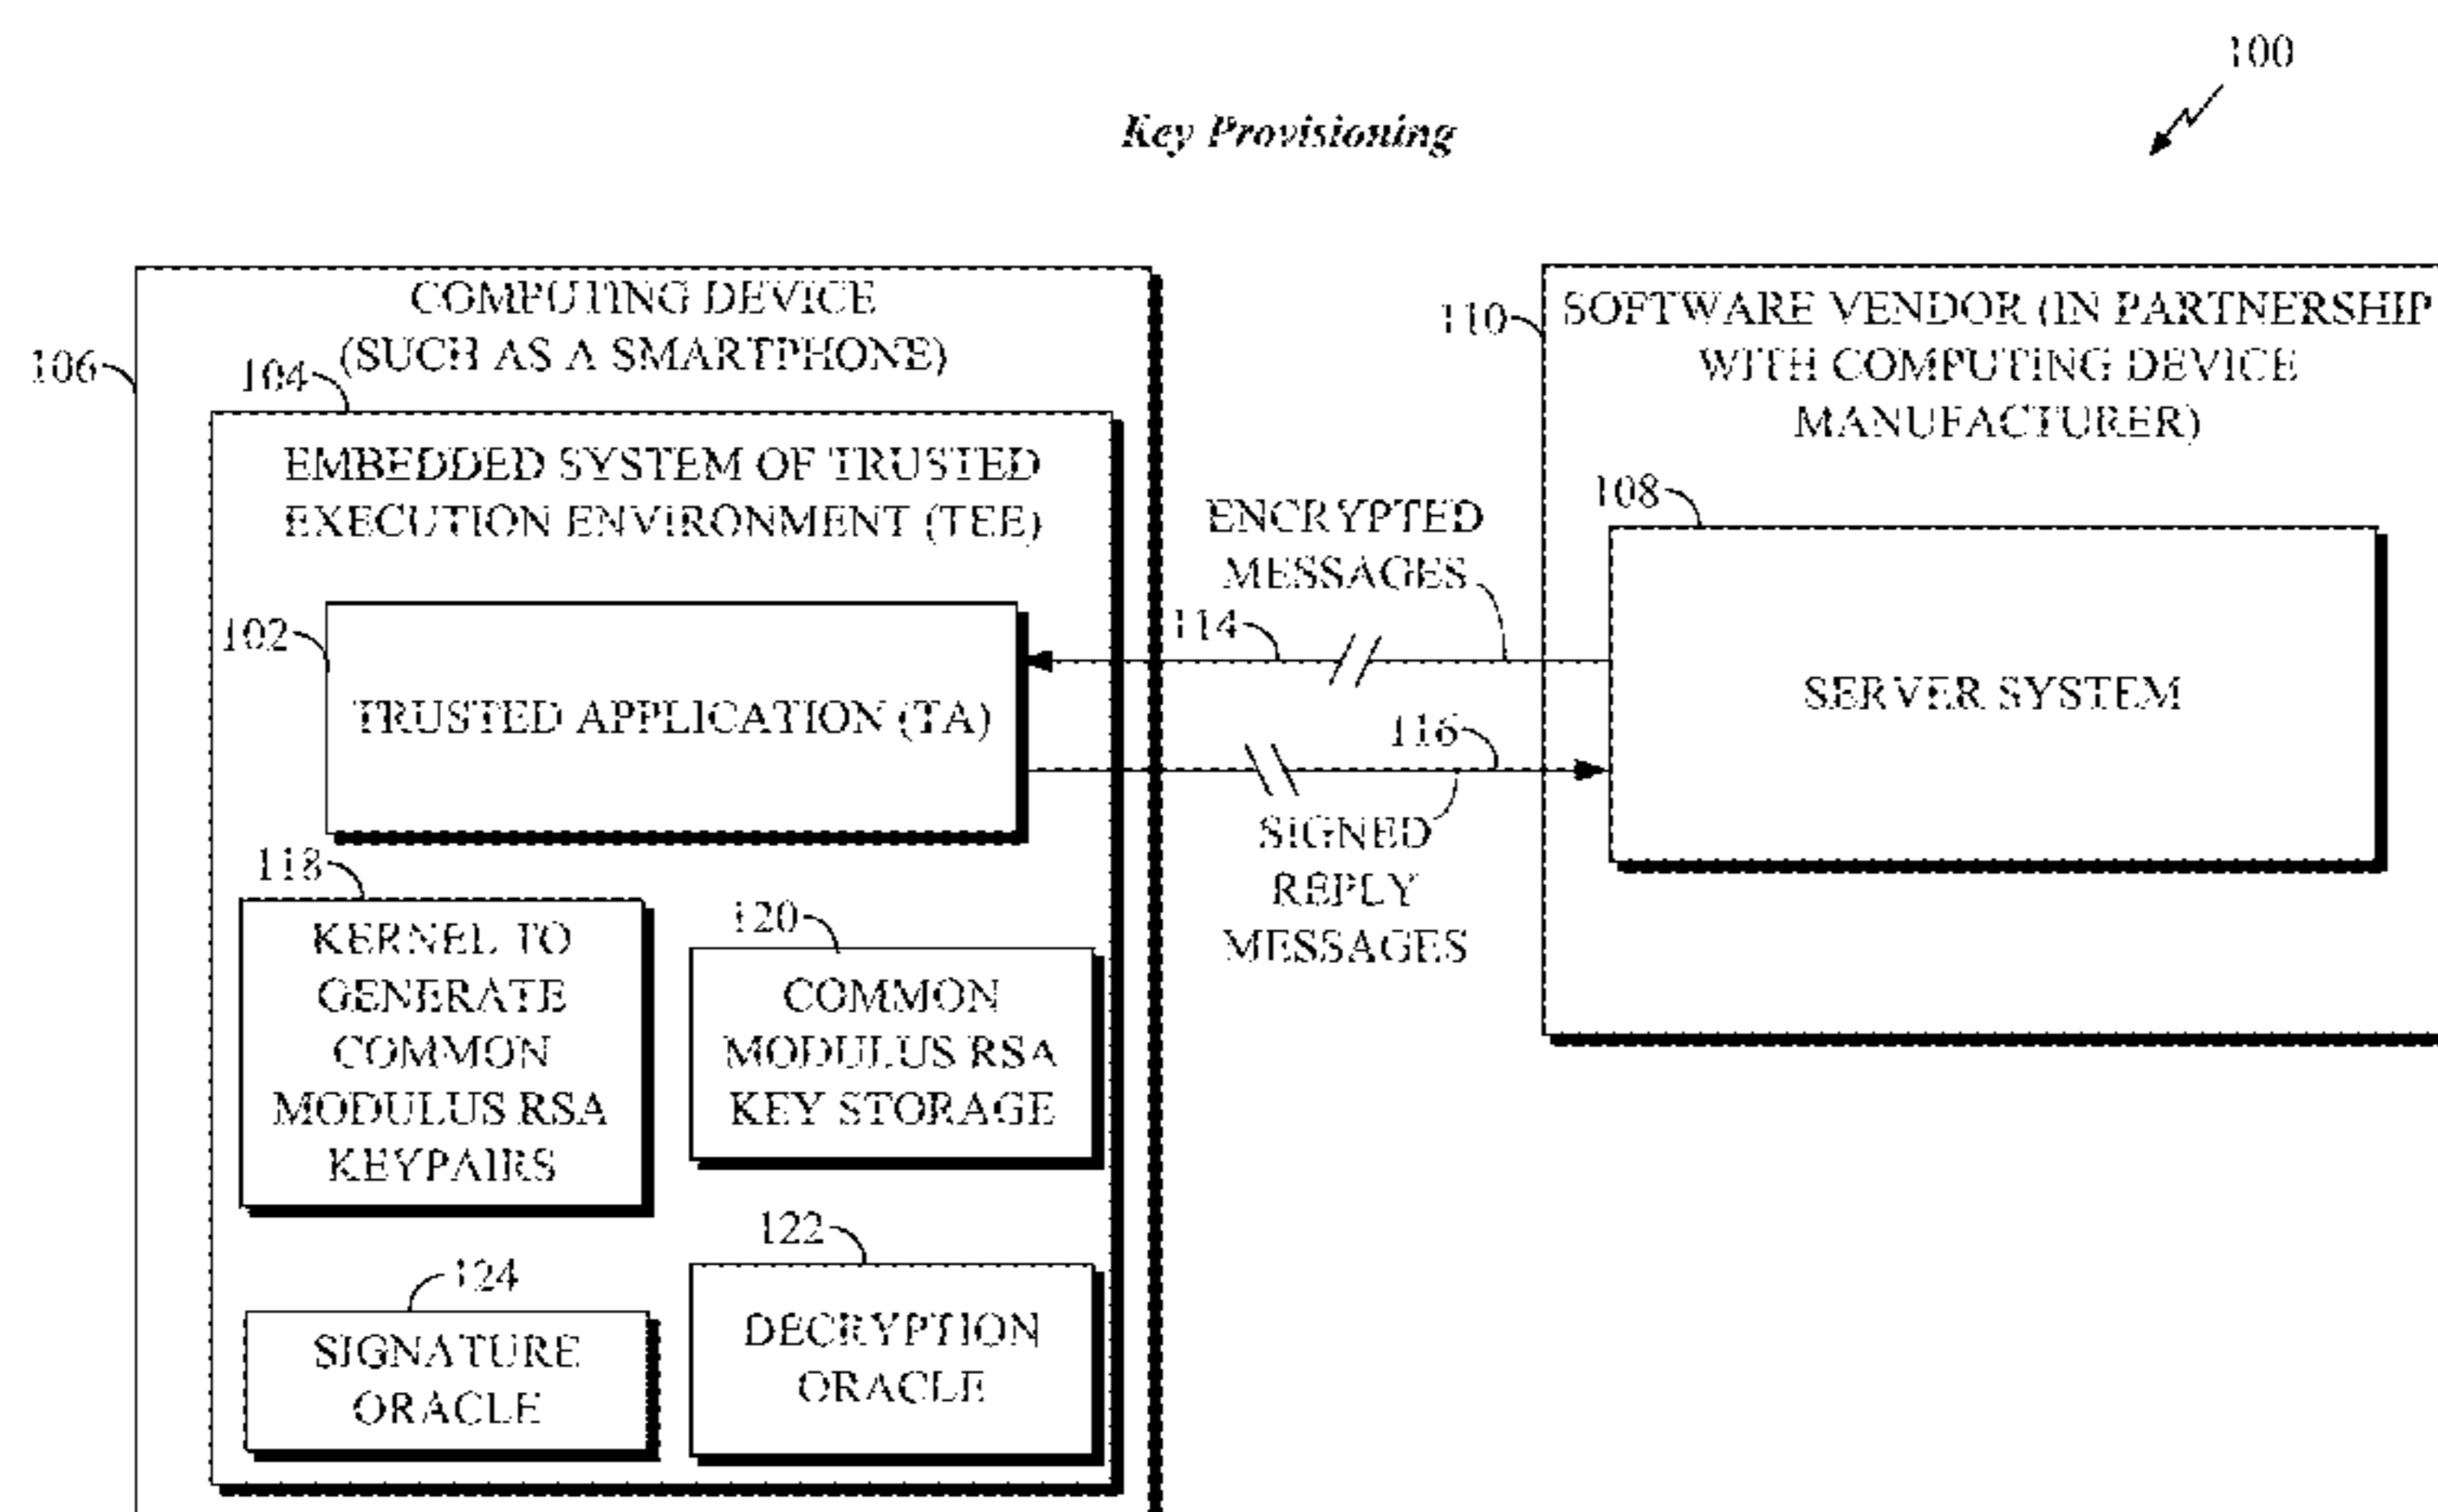 100
Key Provisioning
COMPUTING DEVICE
(SUCH AS A SMARTPHONE)
106
104
EMBEDDED SYSTEM OF TRUSTED
EXECUTION ENVIRONMENT (TEE)
102
TRUSTED APPLICATION (TA)
118
KERNEL TO
GENERATE
COMMON
MODULUS RSA
KEYPAIRS
120
COMMON
MODULUS RSA
KEY STORAGE
124
SIGNATURE
ORACLE
122
DECRYPTION
ORACLE
ENCRYPTED
MESSAGES
114
116
SIGNED
REPLY
MESSAGES
110
SOFTWARE VENDOR (IN PARTNERSHIP
WITH COMPUTING DEVICE
MANUFACTURER)
108
SERVER SYSTEM